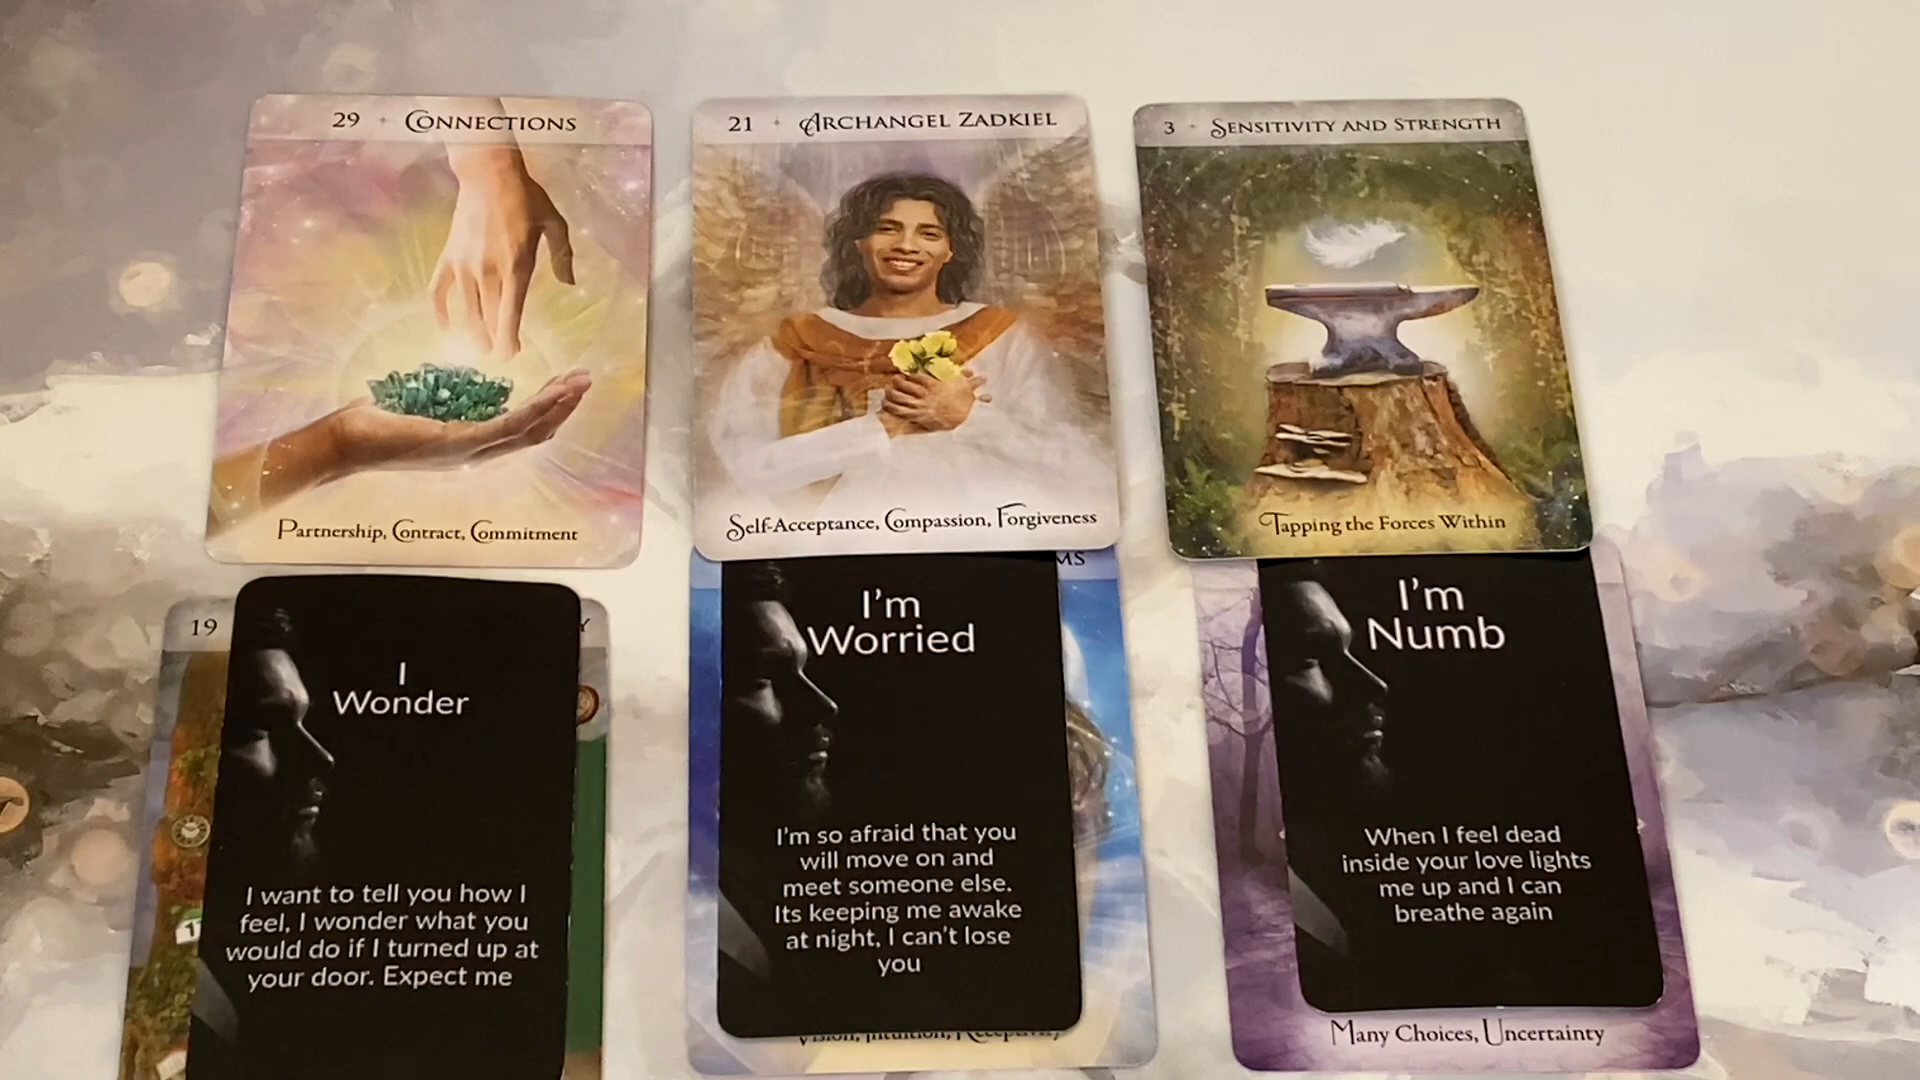 29 CONNECTIONS
Partnership, Contract, Commitment
21 ARCHANGEL ZADKIEL
Self-Acceptance, Compassion, Forgiveness
3 SENSITIVITY AND STRENGTH
Tapping the Forces Within
19 Y
I
Wonder
I want to tell you how I
feel, I wonder what you
would do if I turned up at
your door. Expect me
MS
I'm
Worried
I'm so afraid that you
will move on and
meet someone else.
Its keeping me awake
at night, I can't lose
you
Vision, Intuition, Receptivity
I'm
Numb
When I feel dead
inside your love lights
me up and I can
breathe again
Many Choices, Uncertainty